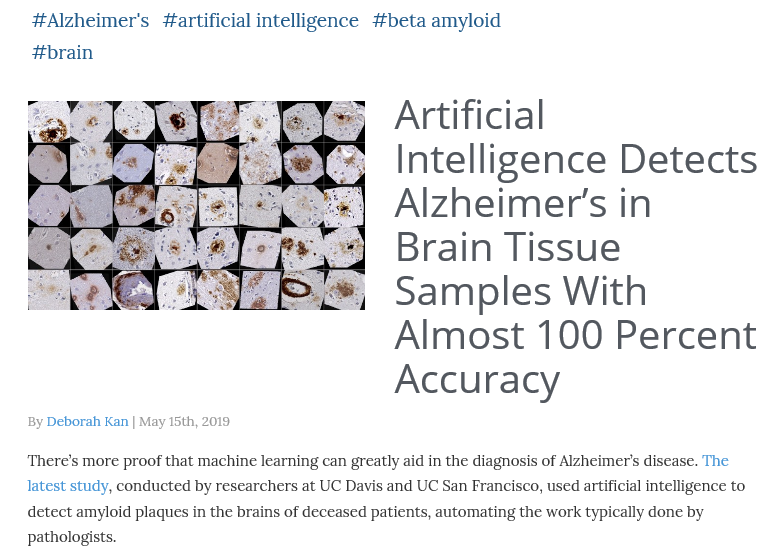 #Alzheimer's #artificial intelligence #beta amyloid
#brain
Artificial
Intelligence Detects
Alzheimer’s in
Brain Tissue
Samples With
Almost 100 Percent
Accuracy
By Deborah Kan | May 15th, 2019
There’s more proof that machine learning can greatly aid in the diagnosis of Alzheimer’s disease. The
latest study, conducted by researchers at UC Davis and UC San Francisco, used artificial intelligence to
detect amyloid plaques in the brains of deceased patients, automating the work typically done by
pathologists.